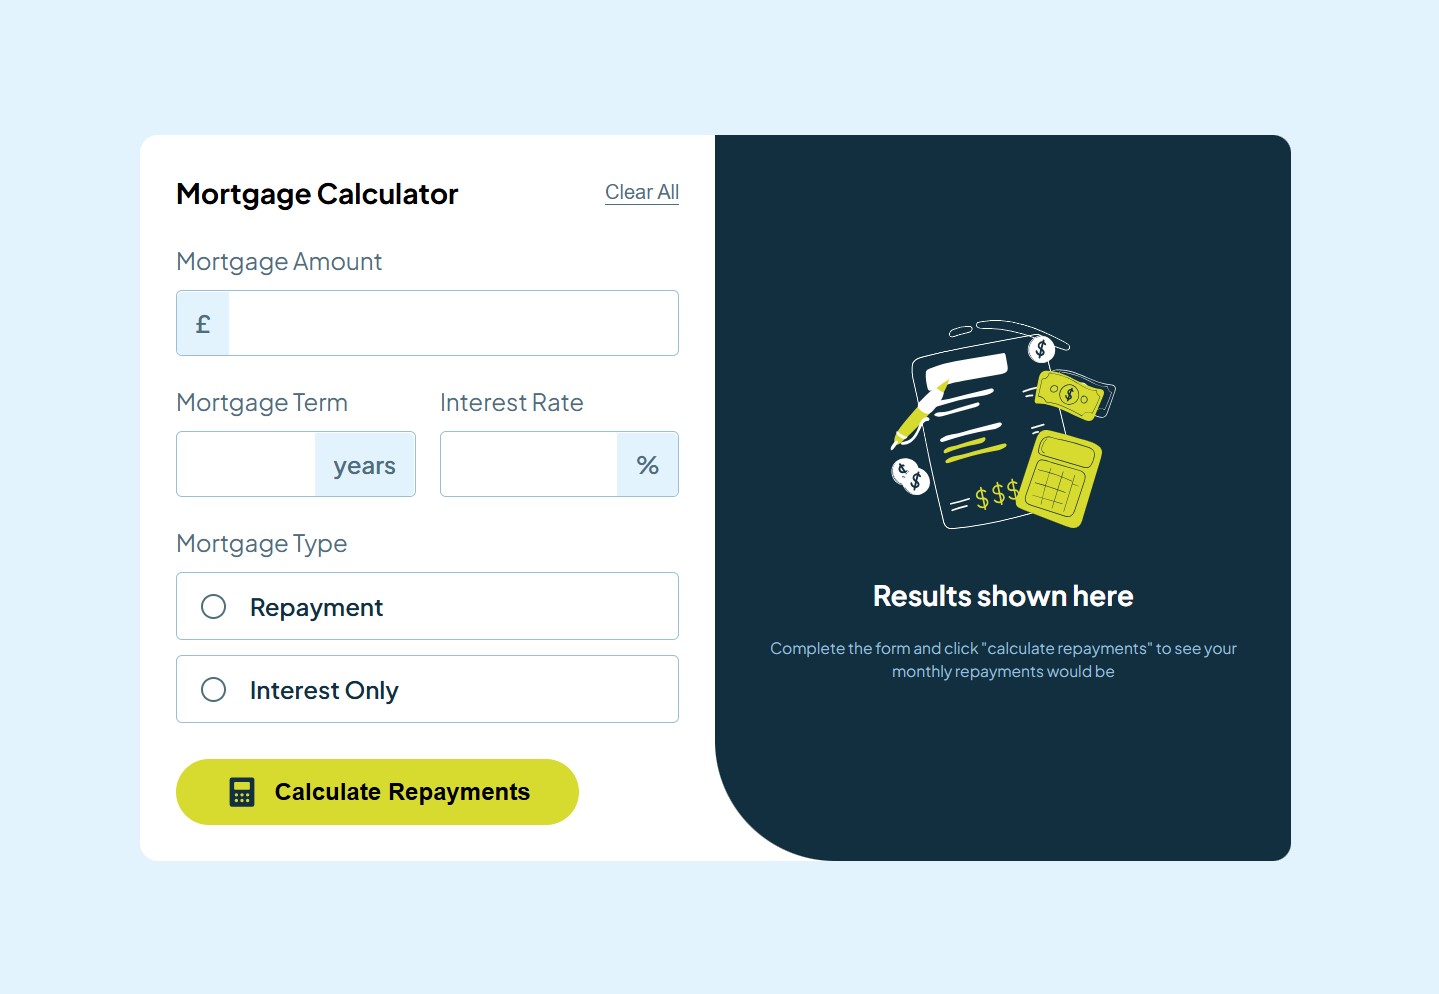 Mortgage Calculator
Clear All
Mortgage Amount
£
Mortgage Term
Interest Rate
years
%
Mortgage Type
Repayment
Interest Only
Calculate Repayments
$
$
$
$
$$$
Results shown here
Complete the form and click "calculate repayments" to see your
monthly repayments would be